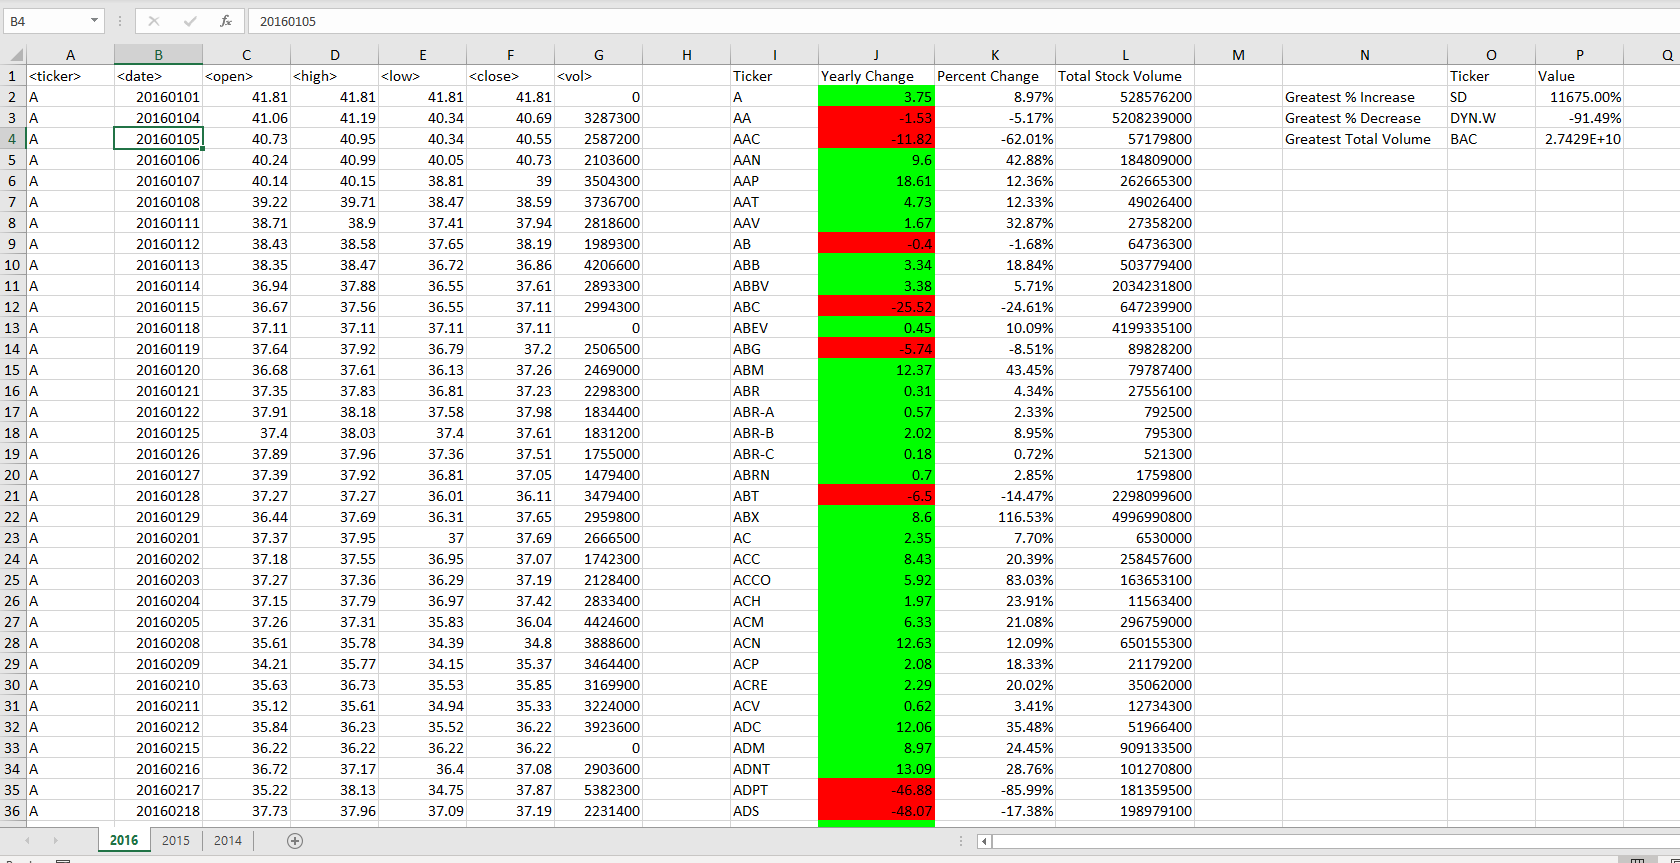 B4 fx 20160105
A B C D E F G H I J K L M N O P Q
1 <ticker> <date> <open> <high> <low> <close> <vol> Ticker Yearly Change Percent Change Total Stock Volume Ticker Value
2 A 20160101 41.81 41.81 41.81 41.81 0 A 3.75 8.97% 528576200 Greatest % Increase SD 11675.00%
3 A 20160104 41.06 41.19 40.34 40.69 3287300 AA -1.53 -5.17% 5208239000 Greatest % Decrease DYN.W -91.49%
4 A 20160105 40.73 40.95 40.34 40.55 2587200 AAC -11.82 -62.01% 57179800 Greatest Total Volume BAC 2.7429E+10
5 A 20160106 40.24 40.99 40.05 40.73 2103600 AAN 9.6 42.88% 184809000
6 A 20160107 40.14 40.15 38.81 39 3504300 AAP 18.61 12.36% 262665300
7 A 20160108 39.22 39.71 38.47 38.59 3736700 AAT 4.73 12.33% 49026400
8 A 20160111 38.71 38.9 37.41 37.94 2818600 AAV 1.67 32.87% 27358200
9 A 20160112 38.43 38.58 37.65 38.19 1989300 AB -0.4 -1.68% 64736300
10 A 20160113 38.35 38.47 36.72 36.86 4206600 ABB 3.34 18.84% 503779400
11 A 20160114 36.94 37.88 36.55 37.61 2893300 ABBV 3.38 5.71% 2034231800
12 A 20160115 36.67 37.56 36.55 37.11 2994300 ABC -25.52 -24.61% 647239900
13 A 20160118 37.11 37.11 37.11 37.11 0 ABEV 0.45 10.09% 4199335100
14 A 20160119 37.64 37.92 36.79 37.2 2506500 ABG -5.74 -8.51% 89828200
15 A 20160120 36.68 37.61 36.13 37.26 2469000 ABM 12.37 43.45% 79787400
16 A 20160121 37.35 37.83 36.81 37.23 2298300 ABR 0.31 4.34% 27556100
17 A 20160122 37.91 38.18 37.58 37.98 1834400 ABR-A 0.57 2.33% 792500
18 A 20160125 37.4 38.03 37.4 37.61 1831200 ABR-B 2.02 8.95% 795300
19 A 20160126 37.89 37.96 37.36 37.51 1755000 ABR-C 0.18 0.72% 521300
20 A 20160127 37.39 37.92 36.81 37.05 1479400 ABRN 0.7 2.85% 1759800
21 A 20160128 37.27 37.27 36.01 36.11 3479400 ABT -6.5 -14.47% 2298099600
22 A 20160129 36.44 37.69 36.31 37.65 2959800 ABX 8.6 116.53% 4996990800
23 A 20160201 37.37 37.95 37 37.69 2666500 AC 2.35 7.70% 6530000
24 A 20160202 37.18 37.55 36.95 37.07 1742300 ACC 8.43 20.39% 258457600
25 A 20160203 37.27 37.36 36.29 37.19 2128400 ACCO 5.92 83.03% 163653100
26 A 20160204 37.15 37.79 36.97 37.42 2833400 ACH 1.97 23.91% 11563400
27 A 20160205 37.26 37.31 35.83 36.04 4424600 ACM 6.33 21.08% 296759000
28 A 20160208 35.61 35.78 34.39 34.8 3888600 ACN 12.63 12.09% 650155300
29 A 20160209 34.21 35.77 34.15 35.37 3464400 ACP 2.08 18.33% 21179200
30 A 20160210 35.63 36.73 35.53 35.85 3169900 ACRE 2.29 20.02% 35062000
31 A 20160211 35.12 35.61 34.94 35.33 3224000 ACV 0.62 3.41% 12734300
32 A 20160212 35.84 36.23 35.52 36.22 3923600 ADC 12.06 35.48% 51966400
33 A 20160215 36.22 36.22 36.22 36.22 0 ADM 8.97 24.45% 909133500
34 A 20160216 36.72 37.17 36.4 37.08 2903600 ADNT 13.09 28.76% 101270800
35 A 20160217 35.22 38.13 34.75 37.87 5382300 ADPT -46.88 -85.99% 181359500
36 A 20160218 37.73 37.96 37.09 37.19 2231400 ADS -48.07 -17.38% 198979100
2016 2015 2014